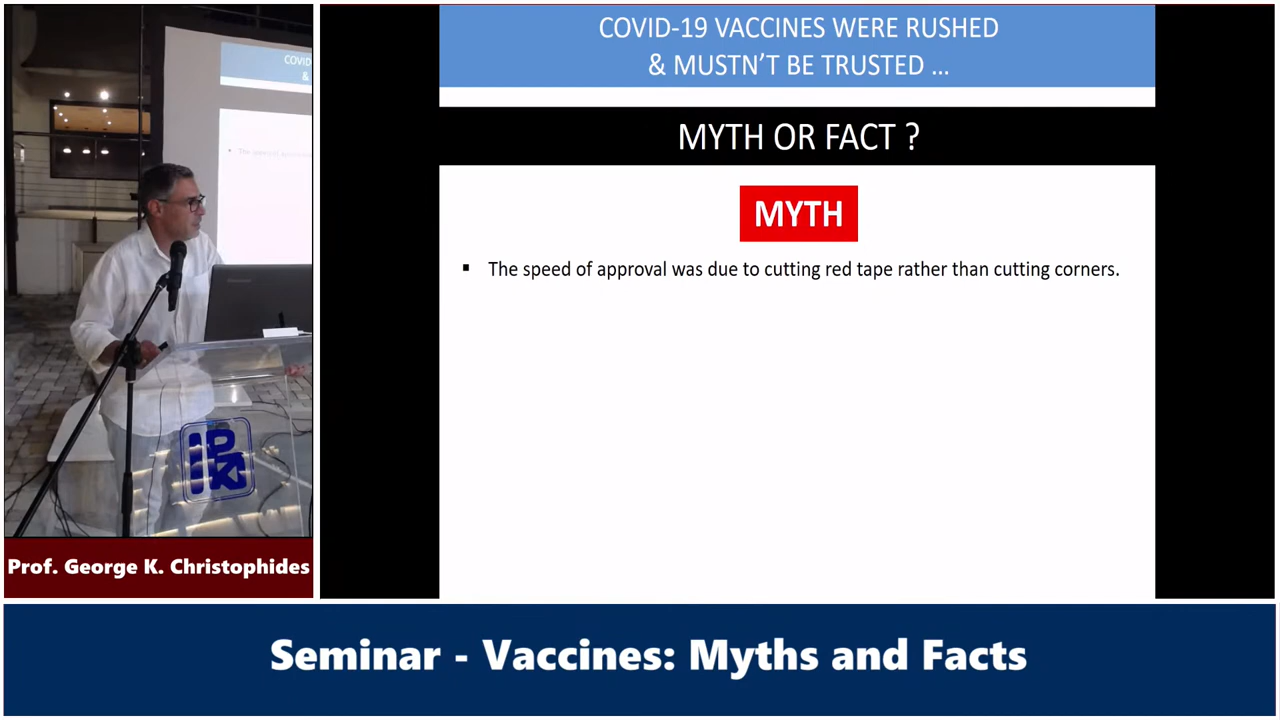 COVID
&
COVID-19 VACCINES WERE RUSHED
& MUSTN'T BE TRUSTED ...
MYTH OR FACT ?
MYTH
▪ The speed of approval was due to cutting red tape rather than cutting corners.
Prof. George K. Christophides
Seminar - Vaccines: Myths and Facts